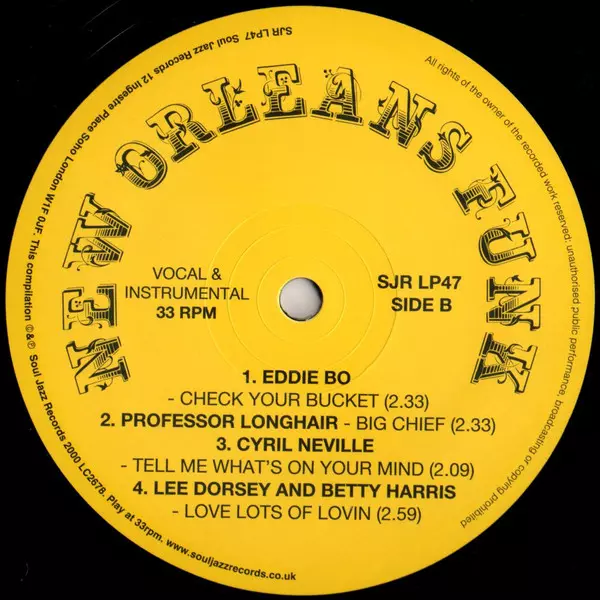 NEW ORLEANS FUNK
SJR LP47 Soul Jazz Records 12 Ingestre Place Soho London W1F 0JF. This compilation ©&℗ Soul Jazz Records 2000 LC2678. Play at 33rpm. www.souljazzrecords.co.uk
All rights of the owner of the recorded work reserved; unauthorised public performance, broadcasting or copying prohibited
VOCAL &
INSTRUMENTAL
33 RPM
SJR LP47
SIDE B
1. EDDIE BO
- CHECK YOUR BUCKET (2.33)
2. PROFESSOR LONGHAIR - BIG CHIEF (2.33)
3. CYRIL NEVILLE
- TELL ME WHAT'S ON YOUR MIND (2.09)
4. LEE DORSEY AND BETTY HARRIS
- LOVE LOTS OF LOVIN (2.59)